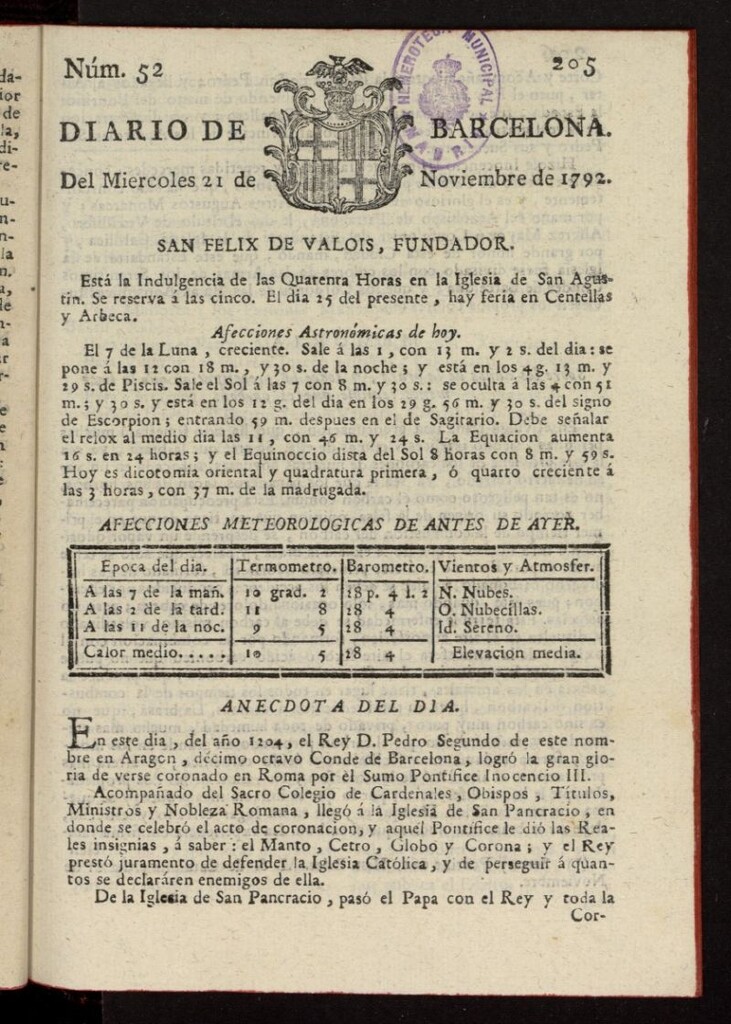 Núm. 52
205
HEMEROTECA MUNICIPAL
MADRID
DIARIO DE BARCELONA.
Del Miercoles 21 de Noviembre de 1792.
SAN FELIX DE VALOIS, FUNDADOR.
Está la Indulgencia de las Quarenta Horas en la Iglesia de San Agus-
tin. Se reserva á las cinco. El dia 25 del presente, hay feria en Centellas
y Arbeca.
Afecciones Astronómicas de hoy.
El 7 de la Luna, creciente. Sale á las 1, con 13 m. y 2 s. del dia: se
pone á las 12 con 18 m., y 30 s. de la noche; y está en los 4 g. 13 m. y
29 s. de Piscis. Sale el Sol á las 7 con 8 m. y 30 s.: se oculta á las 4 con 51
m.; y 30 s. y está en los 12 g. del dia en los 29 g. 56 m. y 30 s. del signo
de Escorpion; entrando 59 m. despues en el de Sagitario. Debe señalar
el relox al medio dia las 11, con 46 m. y 24 s. La Equacion aumenta
16 s. en 24 horas; y el Equinoccio dista del Sol 8 horas con 8 m. y 59 s.
Hoy es dicotomia oriental y quadratura primera, ó quarto creciente á
las 3 horas, con 37 m. de la madrugada.
AFECCIONES METEOROLOGICAS DE ANTES DE AYER.
Epoca del dia. Termometro. Barometro. Vientos y Atmosfer.
A las 7 de la mañ. 10 grad. 2 28 p. 4 l. 2 N. Nubes.
A las 2 de la tard. 11 8 28 4 O. Nubecillas.
A las 11 de la noc. 9 5 28 4 Id. Sereno.
Calor medio..... 10 5 28 4 Elevacion media.
ANECDOTA DEL DIA.
En este dia, del año 1204, el Rey D. Pedro Segundo de este nom-
bre en Aragon, décimo octavo Conde de Barcelona, logró la gran glo-
ria de verse coronado en Roma por el Sumo Pontifice Inocencio III.
Acompañado del Sacro Colegio de Cardenales, Obispos, Titulos,
Ministros y Nobleza Romana, llegó á la Iglesia de San Pancracio, en
donde se celebró el acto de coronacion, y aquel Pontifice le dió las Rea-
les insignias, á saber: el Manto, Cetro, Globo y Corona; y el Rey
prestó juramento de defender la Iglesia Católica, y de perseguir á quan-
tos se declaráren enemigos de ella.
De la Iglesia de San Pancracio, pasó el Papa con el Rey y toda la
Cor-